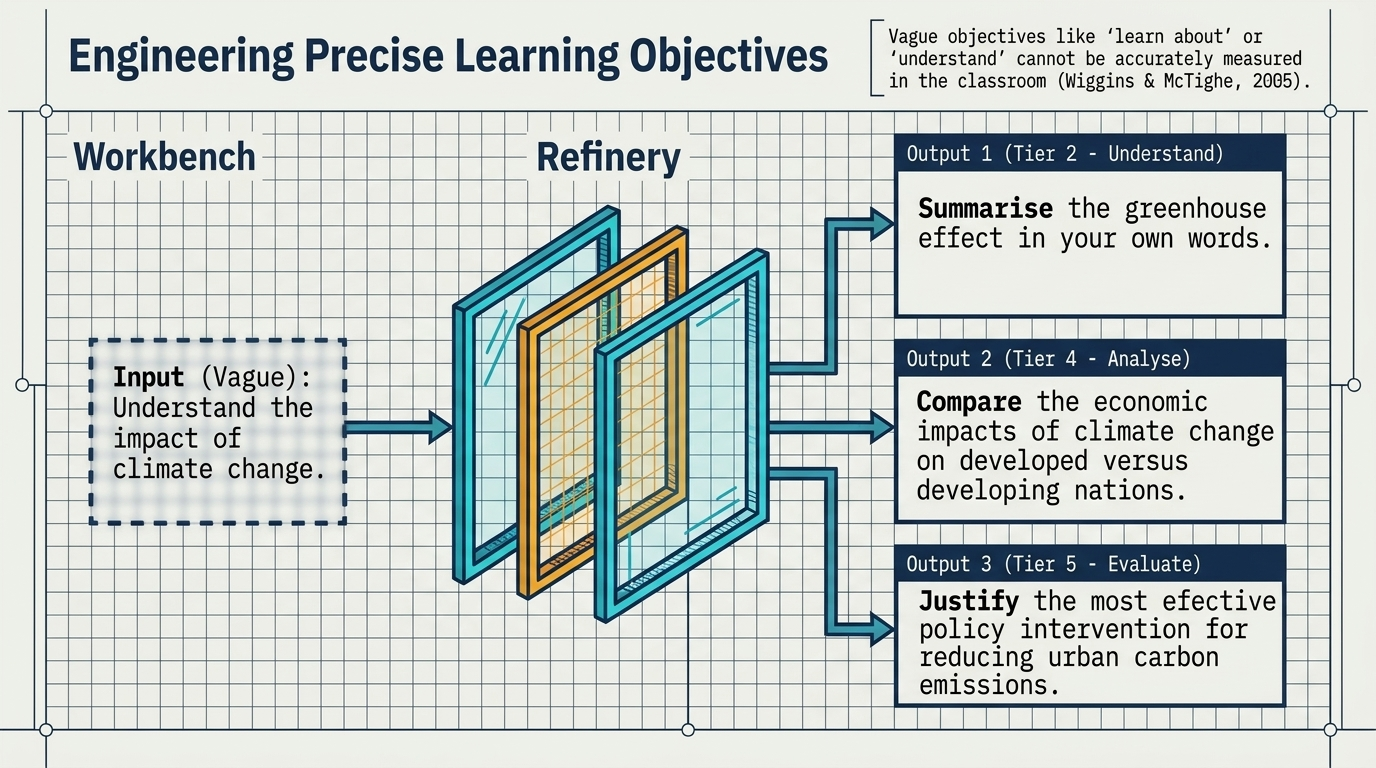 Engineering Precise Learning Objectives
Vague objectives like ‘learn about’ or
‘understand’ cannot be accurately measured
in the classroom (Wiggins & McTighe, 2005).
Workbench
Refinery
Input (Vague):
Understand the
impact of
climate change.
Output 1 (Tier 2 - Understand)
Summarise the greenhouse
effect in your own words.
Output 2 (Tier 4 - Analyse)
Compare the economic
impacts of climate change
on developed versus
developing nations.
Output 3 (Tier 5 - Evaluate)
Justify the most efective
policy intervention for
reducing urban carbon
emissions.